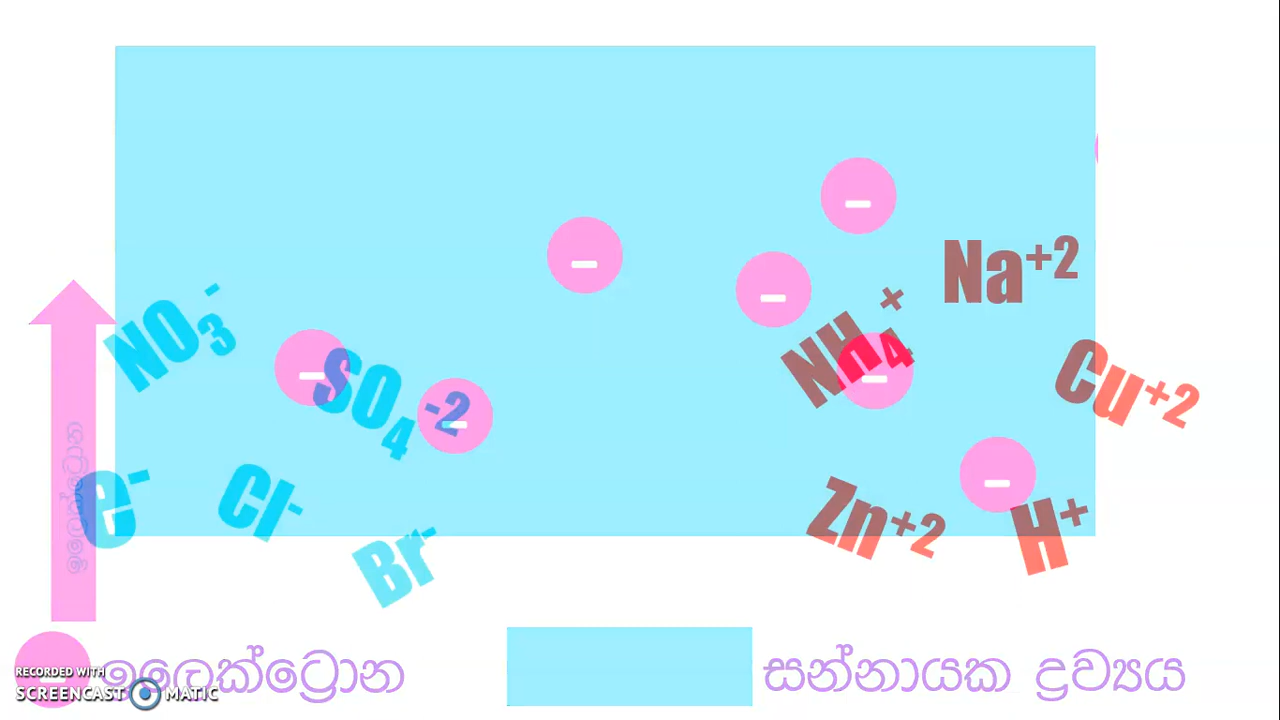 Na⁺²
NO₃⁻
NH₄⁺
SO₄⁻²
Cu⁺²
e⁻
Cl⁻
Zn⁺²
H⁺
Br⁻
ඉලෙක්ට්‍රොන
ඉලෙක්ට්‍රොන
සන්නායක ද්‍රව්‍යය
RECORDED WITH
SCREENCAST MATIC